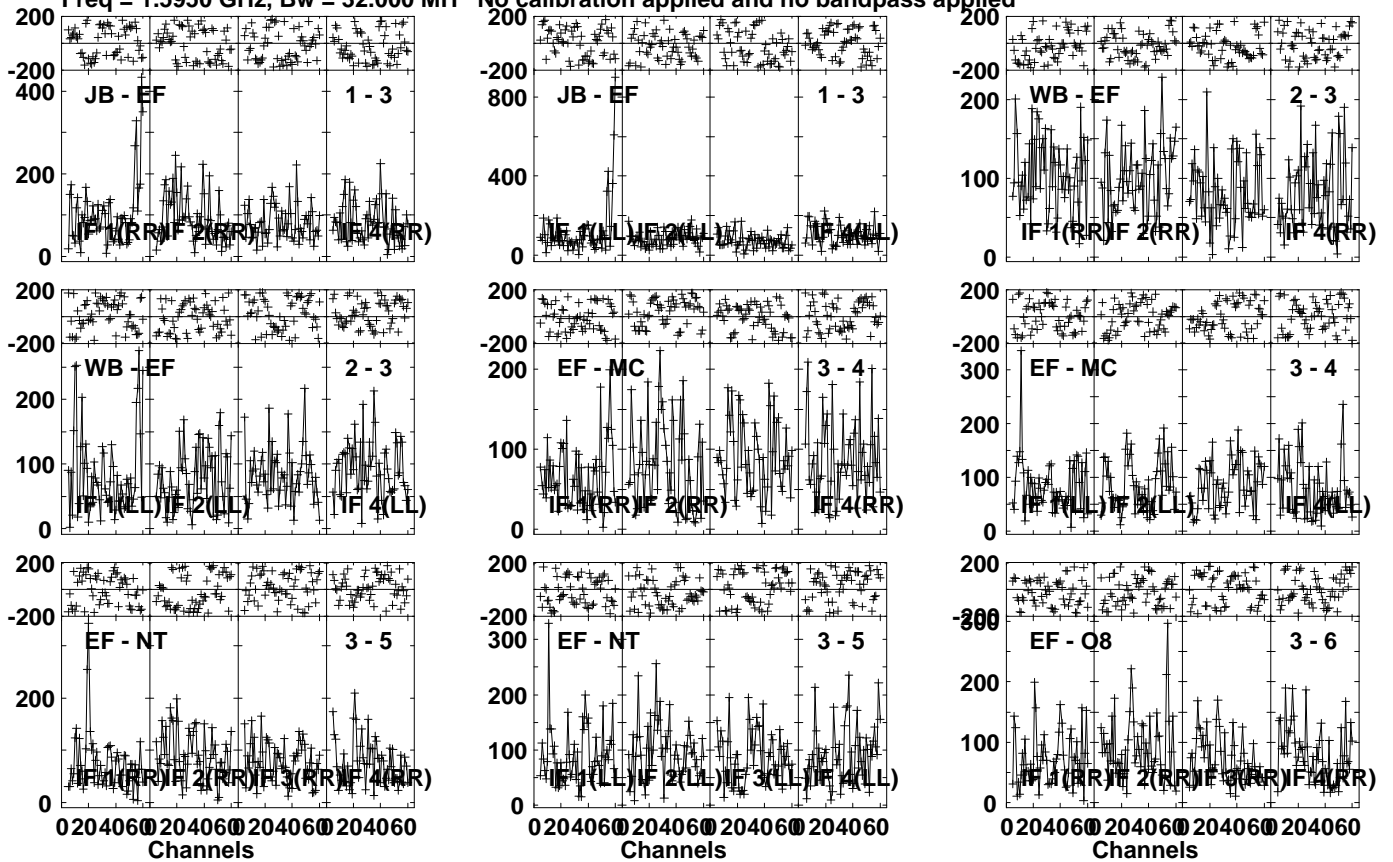 Freq = 1.5950 GHz, Bw = 32.000 MH No calibration applied and no bandpass applied
200
-200
400
200
0
JB - EF 1 - 3
IF 1(RR) IF 2(RR) IF 4(RR)
200
-200
800
400
0
JB - EF 1 - 3
IF 1(LL) IF 2(LL) IF 4(LL)
200
-200
200
100
0
WB - EF 2 - 3
IF 1(RR) IF 2(RR) IF 4(RR)
200
-200
200
100
0
WB - EF 2 - 3
IF 1(LL) IF 2(LL) IF 4(LL)
200
-200
200
100
0
EF - MC 3 - 4
IF 1(RR) IF 2(RR) IF 4(RR)
200
-200
300
200
100
0
EF - MC 3 - 4
IF 1(LL) IF 2(LL) IF 4(LL)
200
-200
200
0
EF - NT 3 - 5
IF 1(RR) IF 2(RR) IF 3(RR) IF 4(RR)
0 20 40 60 0 20 40 60 0 20 40 60 0 20 40 60
Channels
200
-200
300
200
100
0
EF - NT 3 - 5
IF 1(LL) IF 2(LL) IF 3(LL) IF 4(LL)
0 20 40 60 0 20 40 60 0 20 40 60 0 20 40 60
Channels
200
-200
300
200
100
0
EF - O8 3 - 6
IF 1(RR) IF 2(RR) IF 3(RR) IF 4(RR)
0 20 40 60 0 20 40 60 0 20 40 60 0 20 40 60
Channels